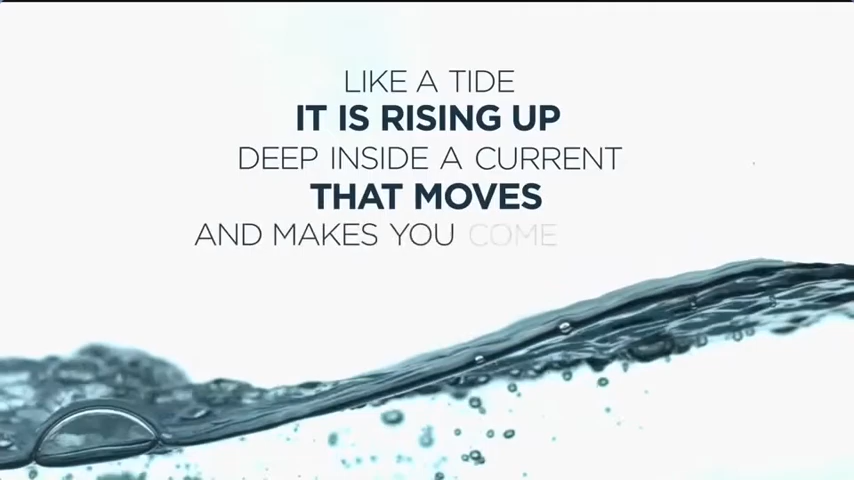 LIKE A TIDE
IT IS RISING UP
DEEP INSIDE A CURRENT
THAT MOVES
AND MAKES YOU COME